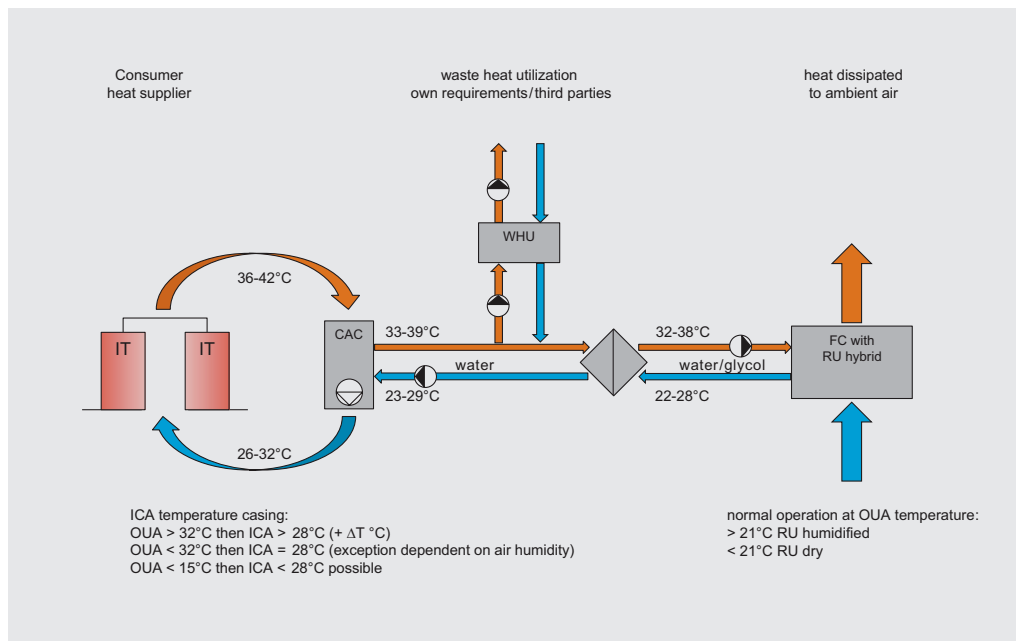 Consumer
heat supplier
waste heat utilization
own requirements/third parties
heat dissipated
to ambient air
WHU
36-42°C
IT
IT
CAC
33-39°C
32-38°C
FC with
RU hybrid
water
water/glycol
23-29°C
22-28°C
26-32°C
ICA temperature casing:
OUA > 32°C then ICA > 28°C (+ ΔT °C)
OUA < 32°C then ICA = 28°C (exception dependent on air humidity)
OUA < 15°C then ICA < 28°C possible
normal operation at OUA temperature:
> 21°C RU humidified
< 21°C RU dry